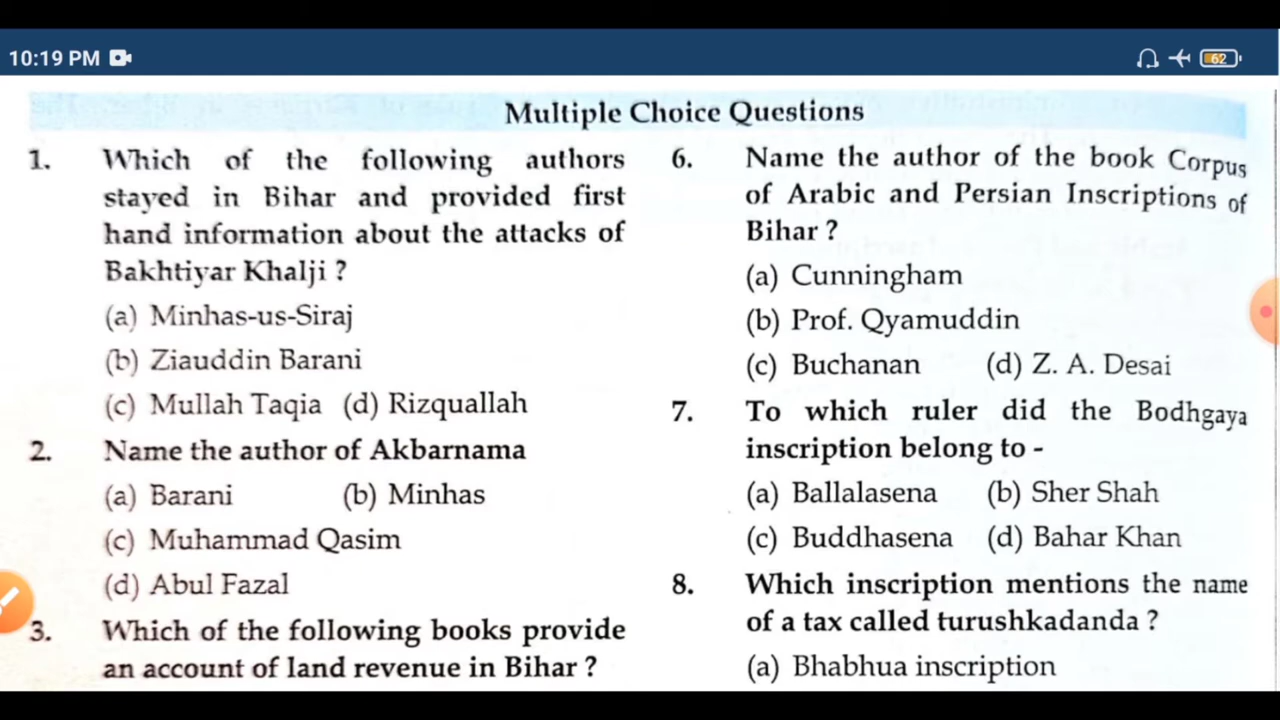 10:19 PM
62
Multiple Choice Questions
1. Which of the following authors
stayed in Bihar and provided first
hand information about the attacks of
Bakhtiyar Khalji ?
(a) Minhas-us-Siraj
(b) Ziauddin Barani
(c) Mullah Taqia (d) Rizquallah
2. Name the author of Akbarnama
(a) Barani (b) Minhas
(c) Muhammad Qasim
(d) Abul Fazal
3. Which of the following books provide
an account of land revenue in Bihar ?
6. Name the author of the book Corpus
of Arabic and Persian Inscriptions of
Bihar ?
(a) Cunningham
(b) Prof. Qyamuddin
(c) Buchanan (d) Z. A. Desai
7. To which ruler did the Bodhgaya
inscription belong to -
(a) Ballalasena (b) Sher Shah
(c) Buddhasena (d) Bahar Khan
8. Which inscription mentions the name
of a tax called turushkadanda ?
(a) Bhabhua inscription